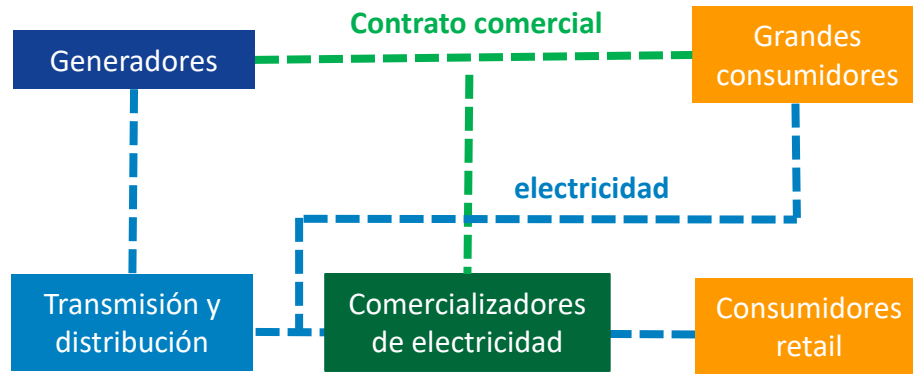 Contrato comercial
Generadores
Grandes
consumidores
electricidad
Transmisión y
distribución
Comercializadores
de electricidad
Consumidores
retail